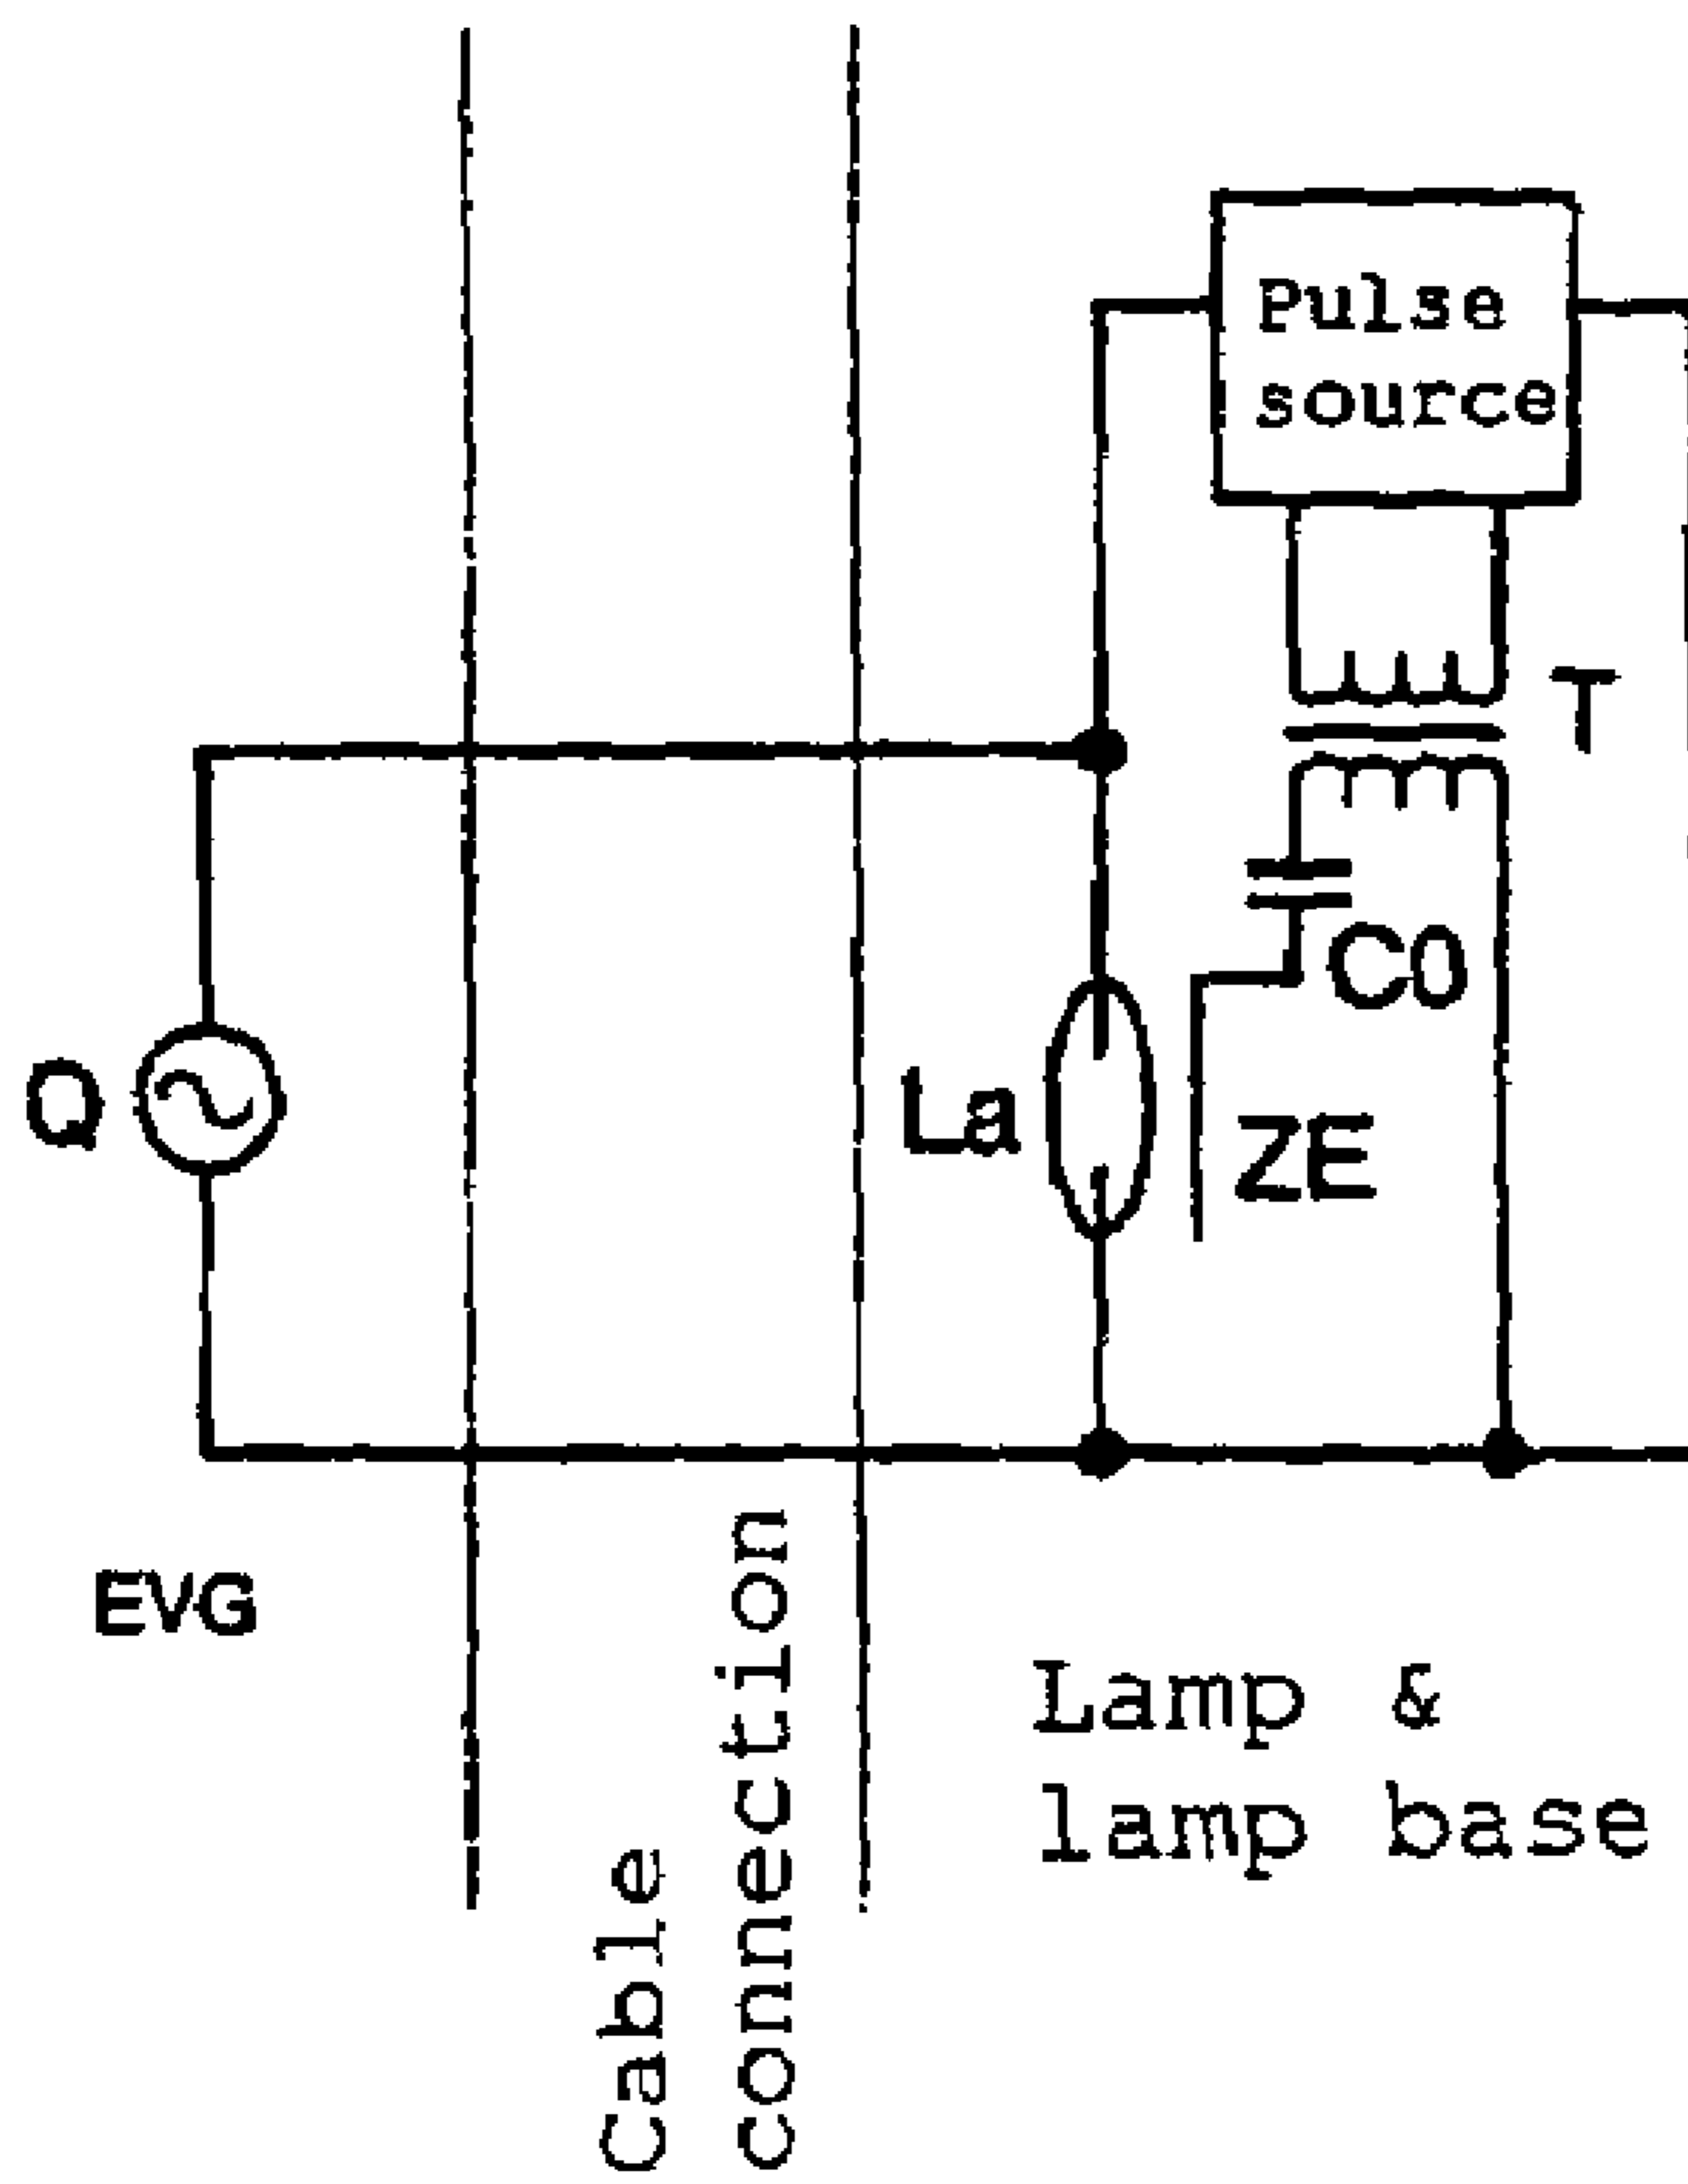 Pulse
source
T
C0
Q
La
ZE
EVG
Cable
connection
Lamp &
lamp base